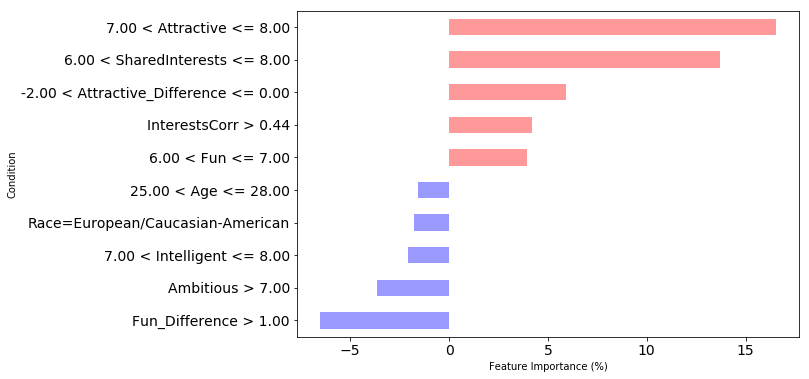 7.00 < Attractive <= 8.00
6.00 < SharedInterests <= 8.00
-2.00 < Attractive_Difference <= 0.00
InterestsCorr > 0.44
6.00 < Fun <= 7.00
25.00 < Age <= 28.00
Race=European/Caucasian-American
7.00 < Intelligent <= 8.00
Ambitious > 7.00
Fun_Difference > 1.00
Condition
−5 0 5 10 15
Feature Importance (%)